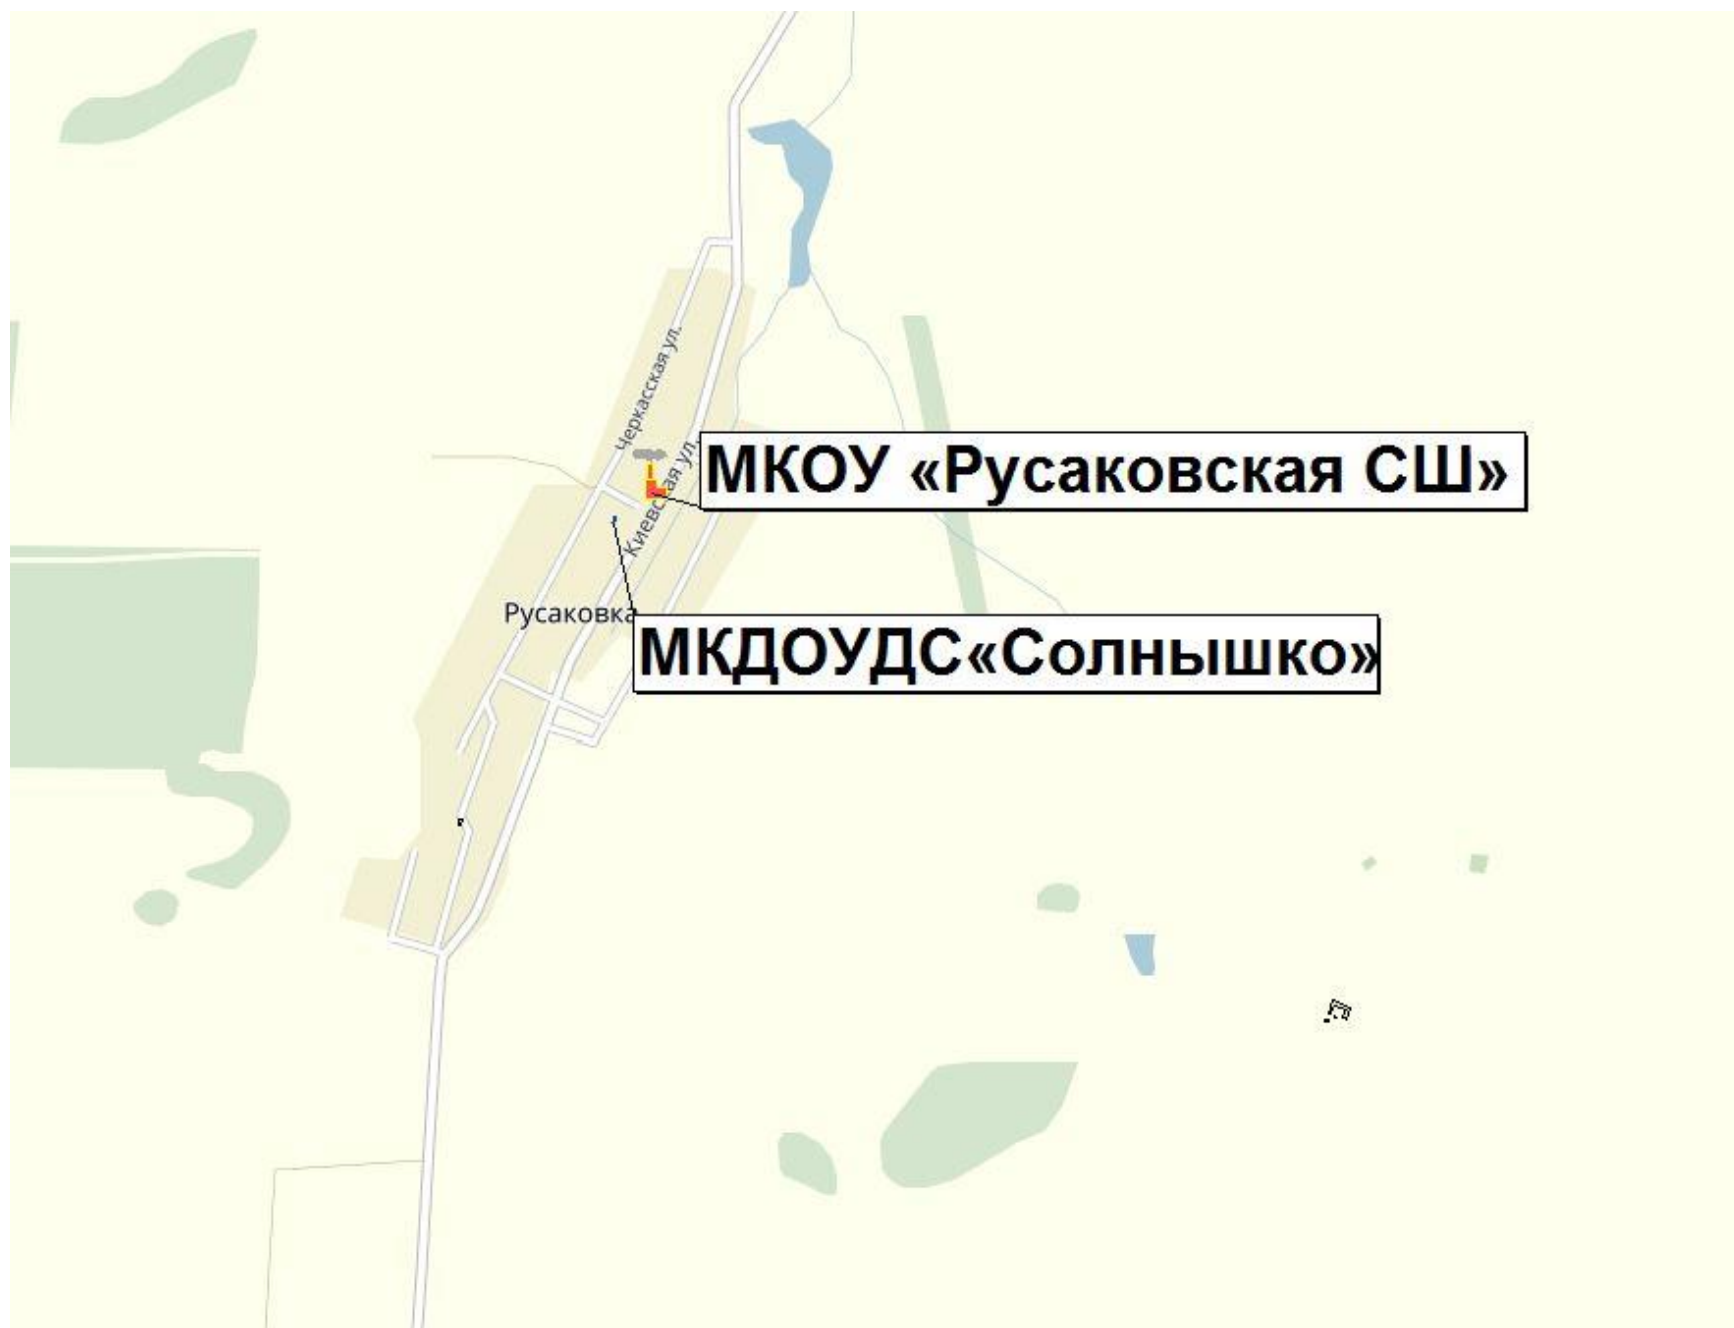 Черкасская ул.
Киевская ул.
МКОУ «Русаковская СШ»
Русаковка
МКДОУДС«Солнышко»